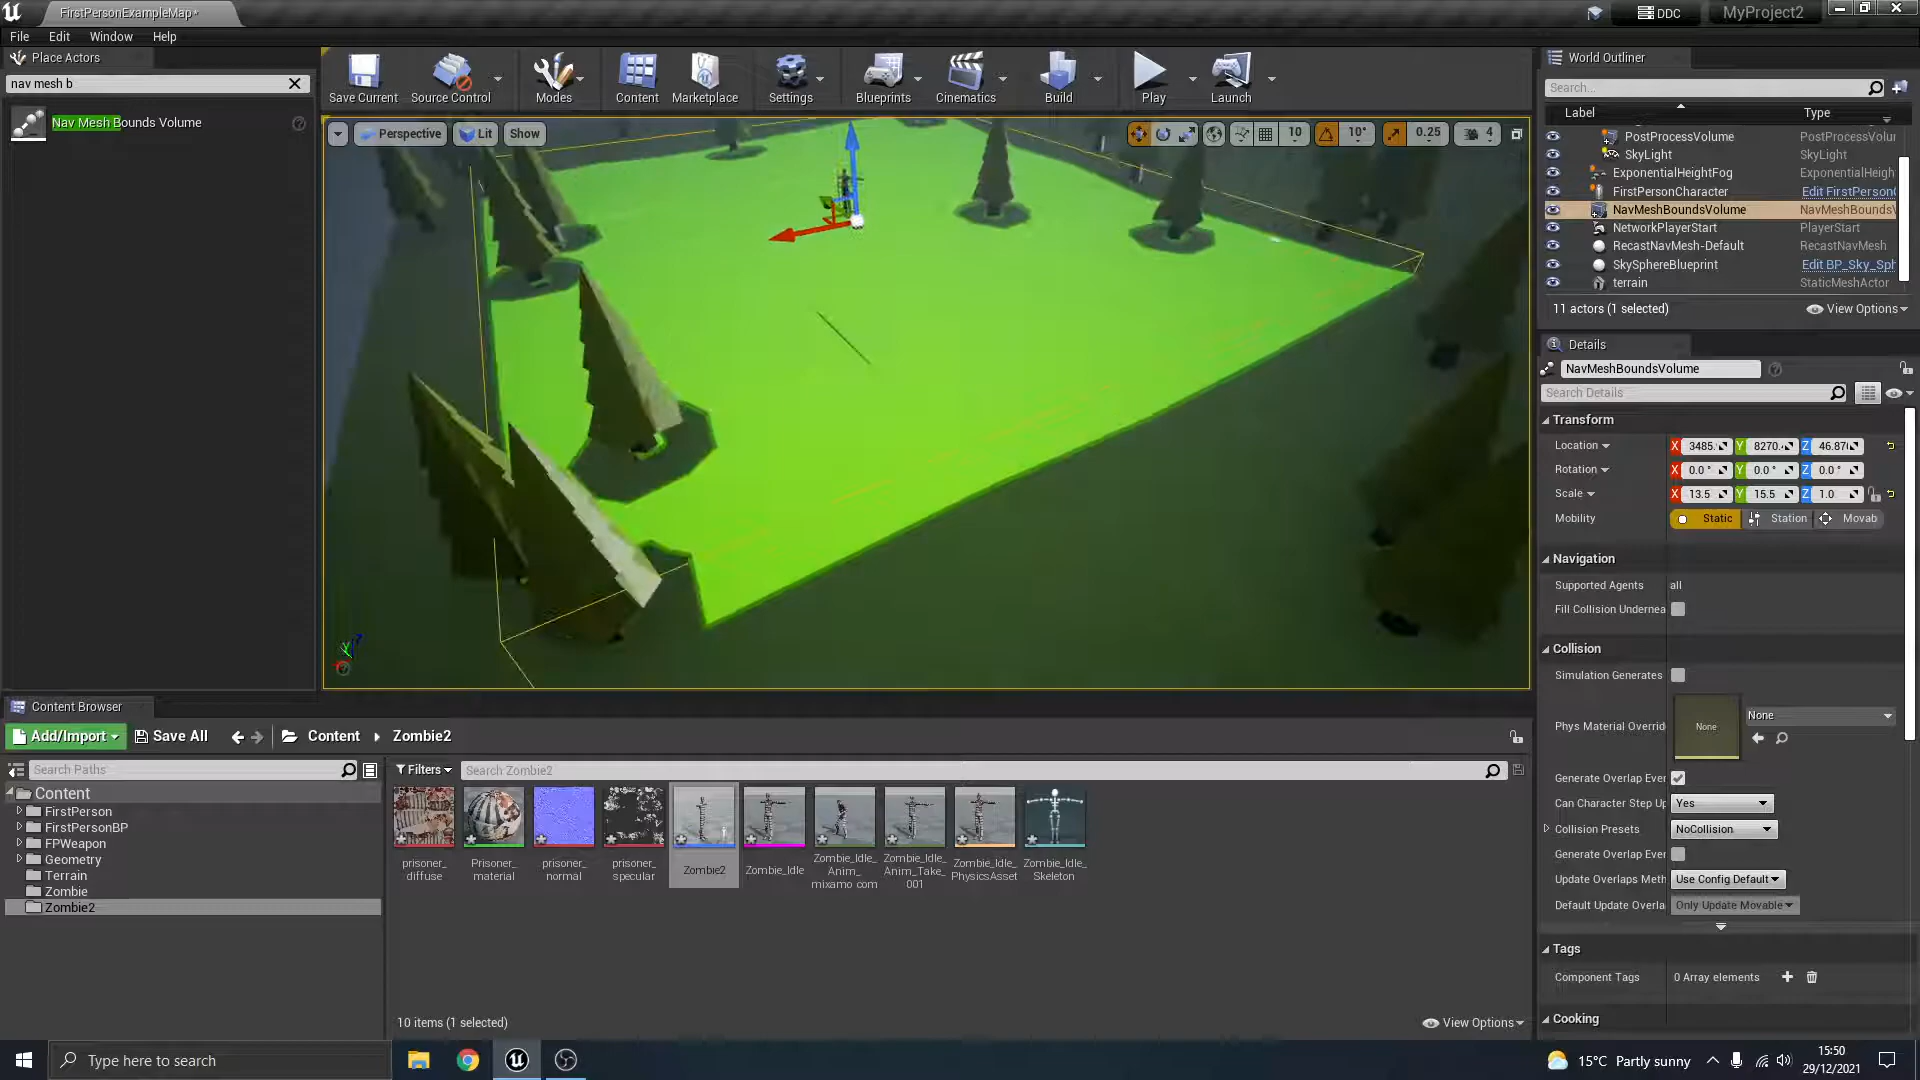 FirstPersonExampleMap*
DDC
MyProject2
File
Edit
Window
Help
Place Actors
nav mesh b
Nav Mesh Bounds Volume
Save Current
Source Control
Modes
Content
Marketplace
Settings
Blueprints
Cinematics
Build
Play
Launch
Perspective
Lit
Show
10
10°
0.25
4
World Outliner
Search...
Label
Type
PostProcessVolume
PostProcessVolu
SkyLight
SkyLight
ExponentialHeightFog
ExponentialHeigh
FirstPersonCharacter
Edit FirstPerson
NavMeshBoundsVolume
NavMeshBoundsV
NetworkPlayerStart
PlayerStart
RecastNavMesh-Default
RecastNavMesh
SkySphereBlueprint
Edit BP_Sky_Sph
terrain
StaticMeshActor
11 actors (1 selected)
View Options
Details
NavMeshBoundsVolume
Search Details
Transform
Location
X 3485.
Y 8270.
Z 46.87
Rotation
X 0.0 °
Y 0.0 °
Z 0.0 °
Scale
X 13.5
Y 15.5
Z 1.0
Mobility
Static
Station
Movab
Navigation
Supported Agents
all
Fill Collision Undernea
Collision
Simulation Generates
Phys Material Overrid
None
None
Generate Overlap Ever
Can Character Step Up
Yes
Collision Presets
NoCollision
Generate Overlap Ever
Update Overlaps Meth
Use Config Default
Default Update Overla
Only Update Movable
Tags
Component Tags
0 Array elements
Cooking
Content Browser
Add/Import
Save All
Content
Zombie2
Search Paths
Filters
Search Zombie2
Content
FirstPerson
FirstPersonBP
FPWeapon
Geometry
Terrain
Zombie
Zombie2
prisoner_
diffuse
Prisoner_
material
prisoner_
normal
prisoner_
specular
Zombie2
Zombie_Idle
Zombie_Idle_
Anim_
mixamo_com
Zombie_Idle_
Anim_Take_
001
Zombie_Idle_
PhysicsAsset
Zombie_Idle_
Skeleton
10 items (1 selected)
View Options
Type here to search
15°C Partly sunny
15:50
29/12/2021